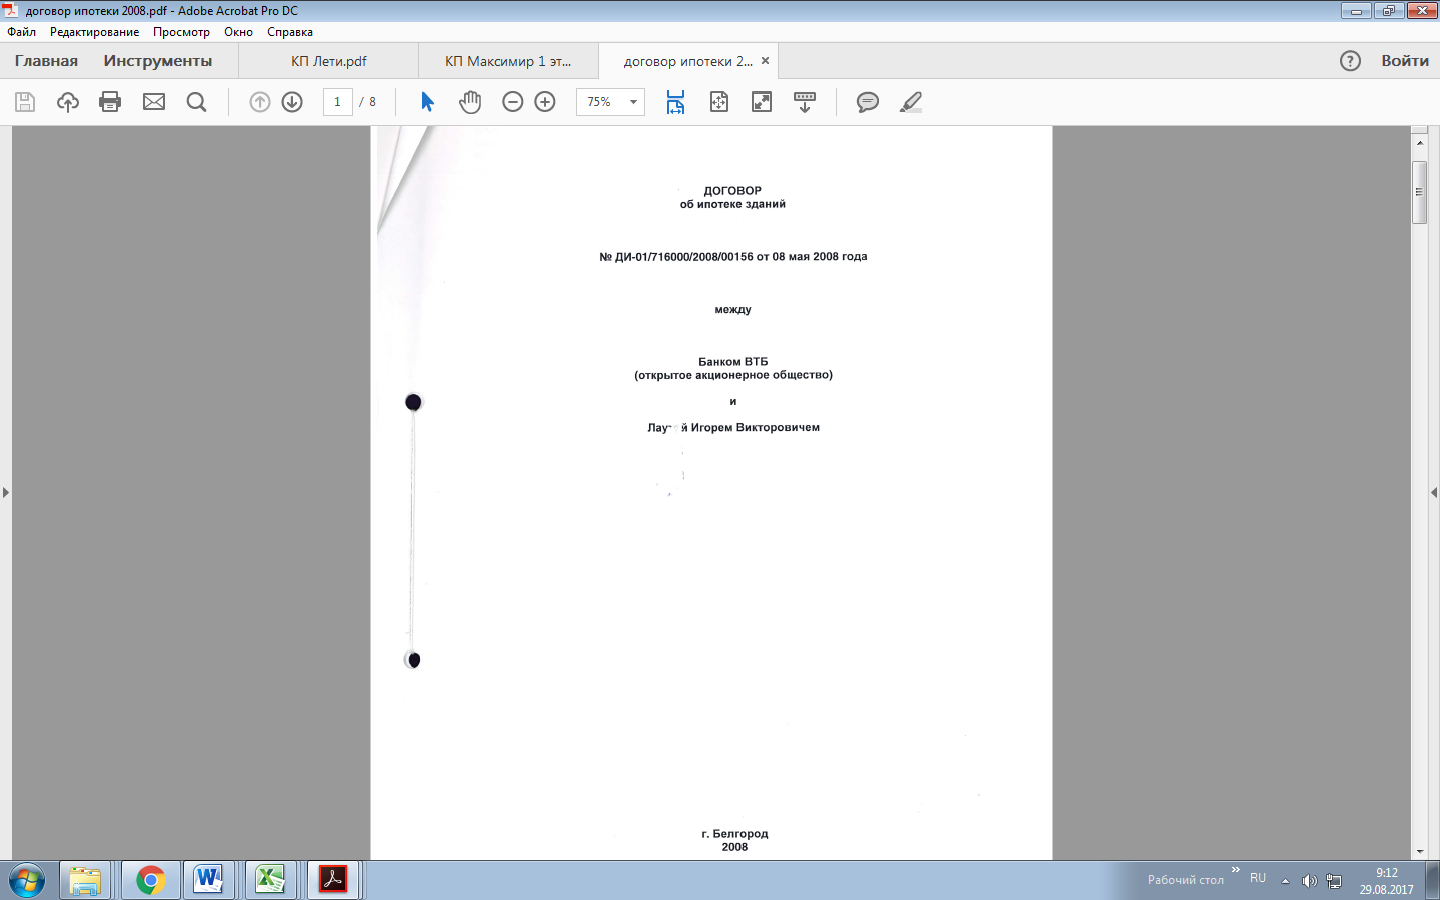 договор ипотеки 2008.pdf - Adobe Acrobat Pro DC
Файл Редактирование Просмотр Окно Справка
Главная Инструменты КП Лети.pdf КП Максимир 1 эт... договор ипотеки 2... Войти
1 / 8 75%
ДОГОВОР
об ипотеке зданий
№ ДИ-01/716000/2008/00156 от 08 мая 2008 года
между
Банком ВТБ
(открытое акционерное общество)
и
Игорем Викторовичем
г. Белгород
2008
Рабочий стол RU 9:12
29.08.2017